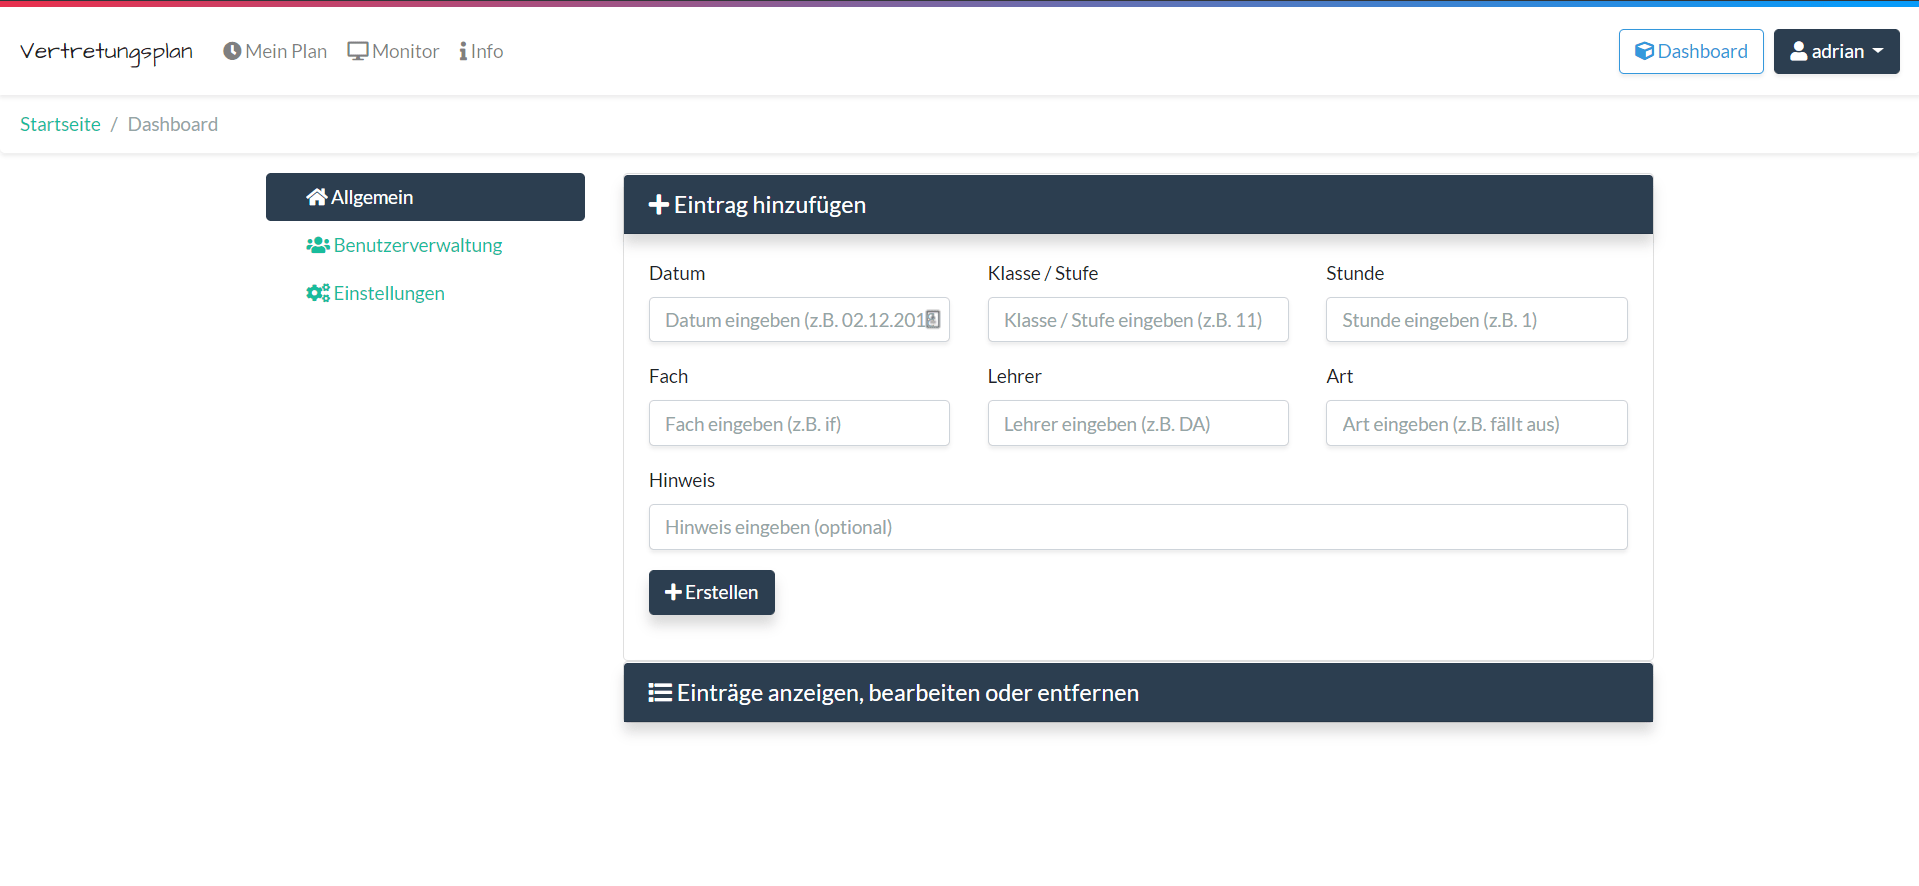 Vertretungsplan Mein Plan Monitor Info Dashboard adrian
Startseite / Dashboard
Allgemein
Benutzerverwaltung
Einstellungen
Eintrag hinzufügen
Datum Klasse / Stufe Stunde
Datum eingeben (z.B. 02.12.201 Klasse / Stufe eingeben (z.B. 11) Stunde eingeben (z.B. 1)
Fach Lehrer Art
Fach eingeben (z.B. if) Lehrer eingeben (z.B. DA) Art eingeben (z.B. fällt aus)
Hinweis
Hinweis eingeben (optional)
Erstellen
Einträge anzeigen, bearbeiten oder entfernen